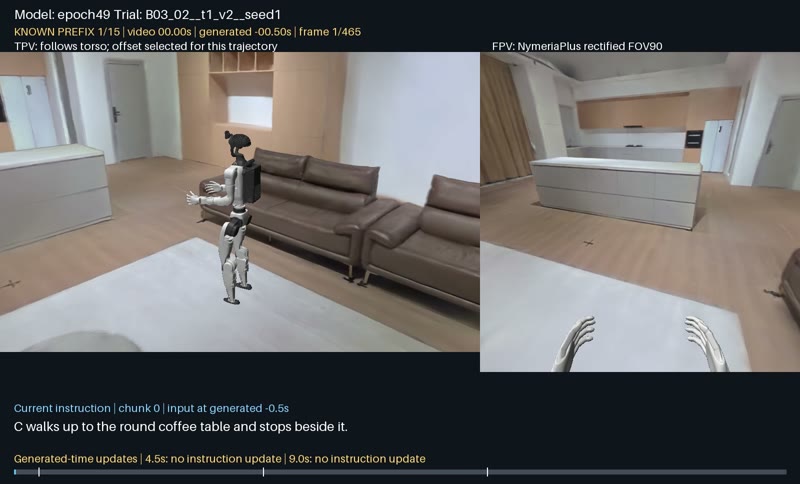 Model: epoch49 Trial: B03_02__t1_v2__seed1
KNOWN PREFIX 1/15 | video 00.00s | generated -00.50s | frame 1/465
TPV: follows torso; offset selected for this trajectory
FPV: NymeriaPlus rectified FOV90
Current instruction | chunk 0 | input at generated -0.5s
C walks up to the round coffee table and stops beside it.
Generated-time updates | 4.5s: no instruction update | 9.0s: no instruction update